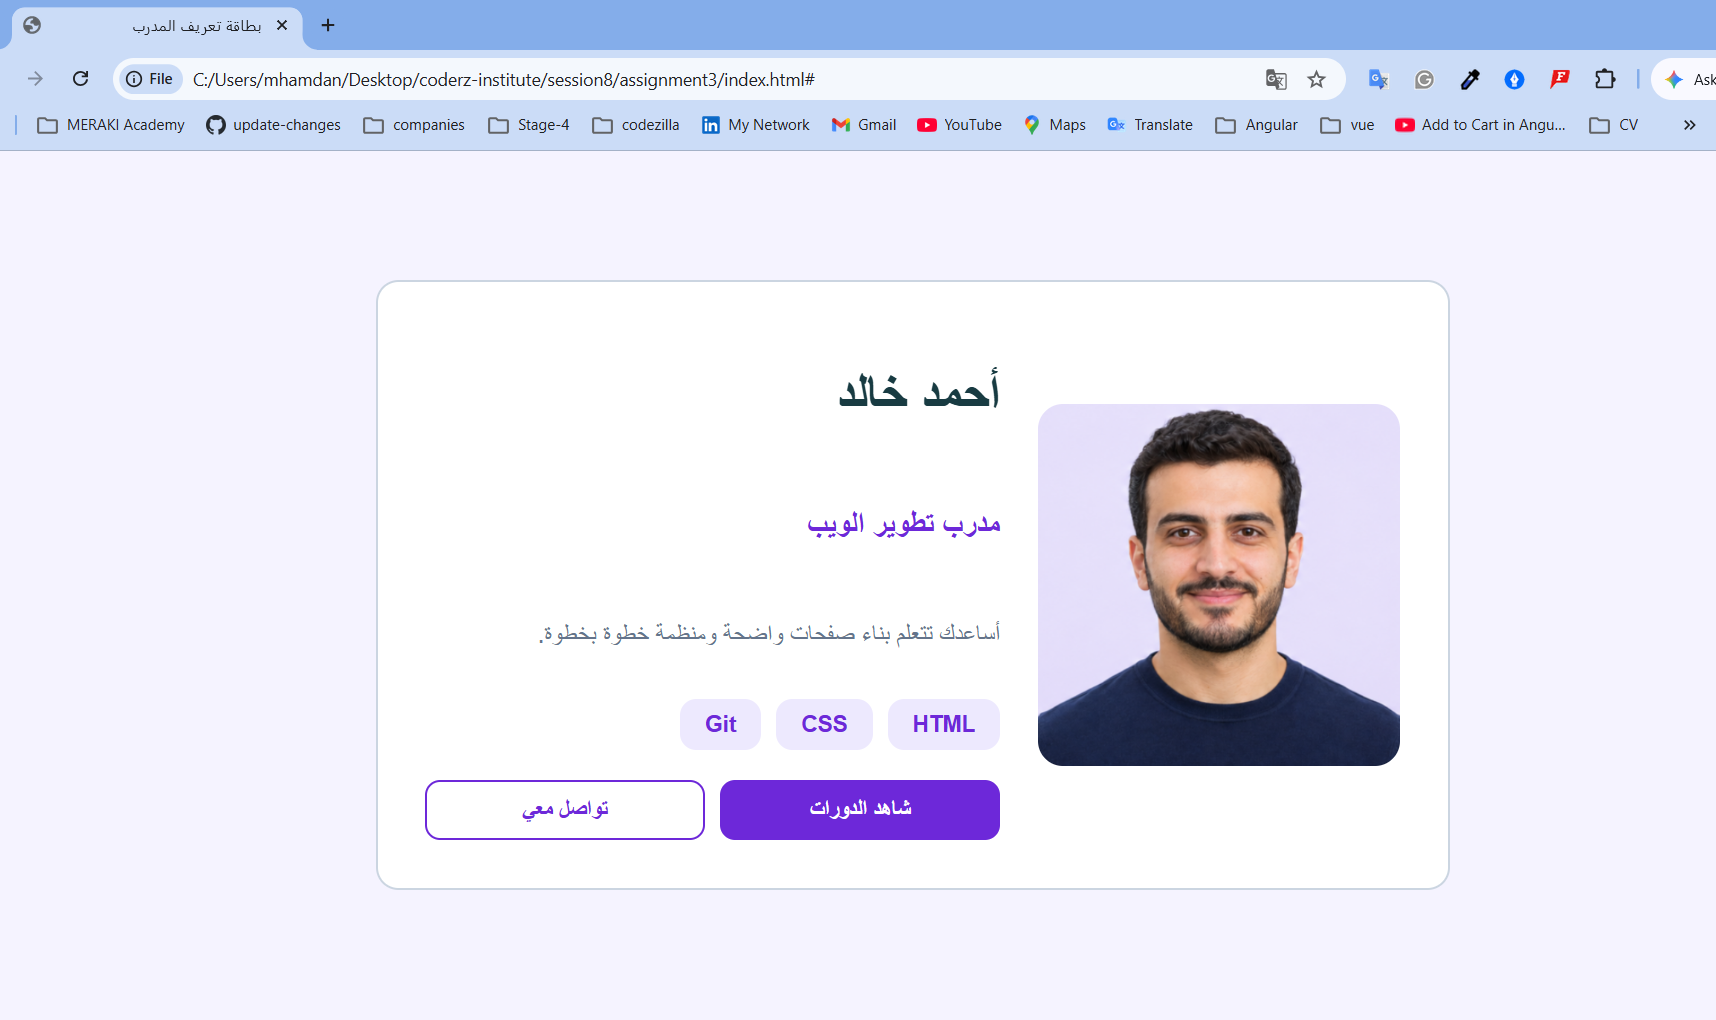 بطاقة تعريف المدرب
File C:/Users/mhamdan/Desktop/coderz-institute/session8/assignment3/index.html# Ask
MERAKI Academy update-changes companies Stage-4 codezilla My Network Gmail YouTube Maps Translate Angular vue Add to Cart in Angu... CV
أحمد خالد
مدرب تطوير الويب
أساعدك تتعلم بناء صفحات واضحة ومنظمة خطوة بخطوة.
HTML CSS Git
شاهد الدورات تواصل معي